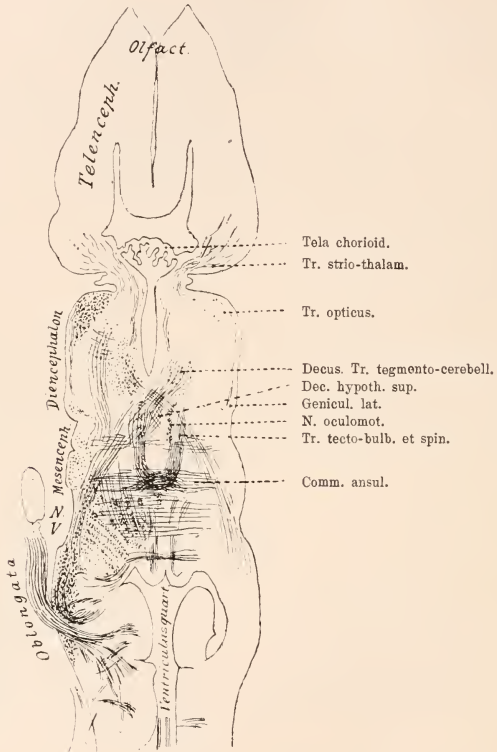 Olfact.
Telenceph.
Tela chorioid.
Tr. strio-thalam.
Tr. opticus.
Diencephalon
Decus. Tr. tegmento-cerebell.
Dec. hypoth. sup.
Genicul. lat.
N. oculomot.
Tr. tecto-bulb. et spin.
Mesenceph
Comm. ansul.
N V
Oblongata
Ventriculus quart